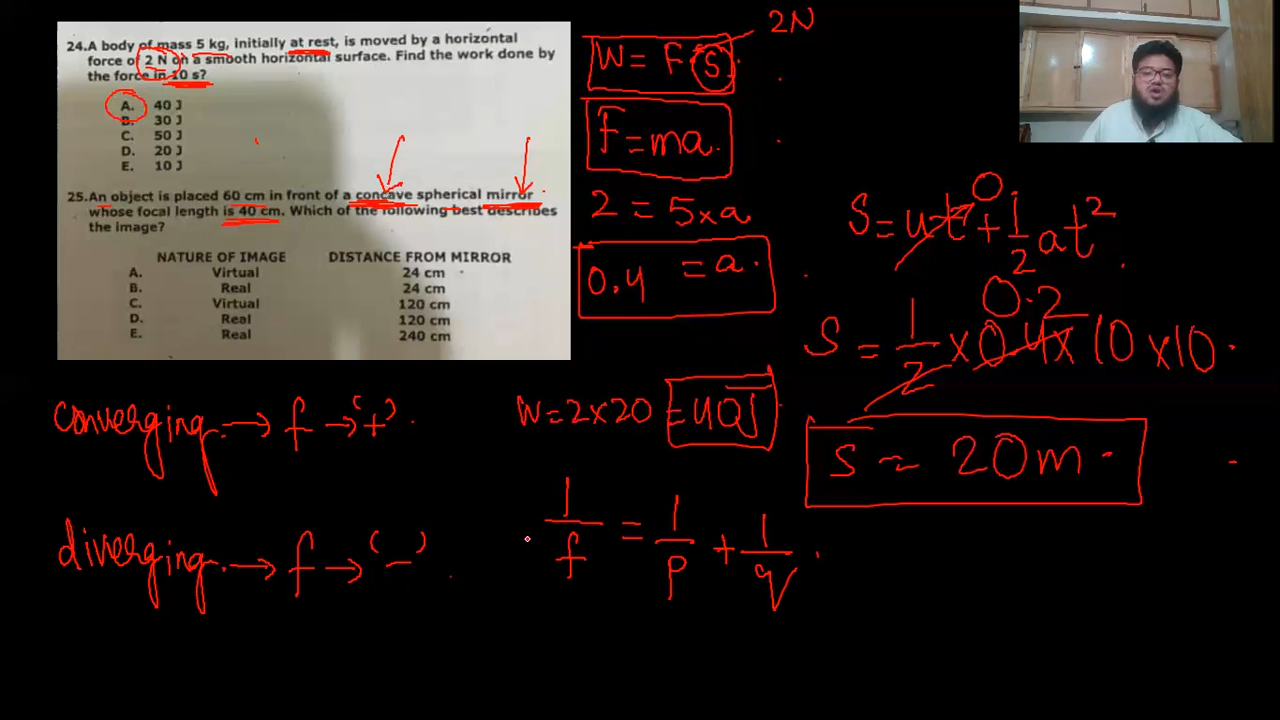 24.A body of mass 5 kg, initially at rest, is moved by a horizontal
force of 2 N on a smooth horizontal surface. Find the work done by
the force in 10 s?
A. 40 J
B. 30 J
C. 50 J
D. 20 J
E. 10 J
25.An object is placed 60 cm in front of a concave spherical mirror
whose focal length is 40 cm. Which of the following best describes
the image?
NATURE OF IMAGE DISTANCE FROM MIRROR
A. Virtual 24 cm
B. Real 24 cm
C. Virtual 120 cm
D. Real 120 cm
E. Real 240 cm
2N
W = F S
F = ma
2 = 5×a
0.4 = a
0
S = ut + 1/2 at²
0.2
S = 1/2 × 0.4 × 10 × 10
S = 20m
W = 2×20 = 40J
converging → f → (+)
diverging → f → (−)
1/f = 1/p + 1/q